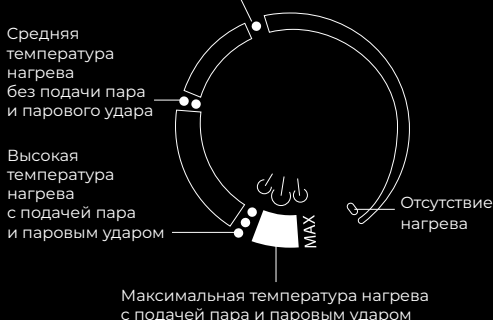 Средняя
температура
нагрева
без подачи пара
и парового удара
Высокая
температура
нагрева
с подачей пара
и паровым ударом
MAX
Отсутствие
нагрева
Максимальная температура нагрева
с подачей пара и паровым ударом